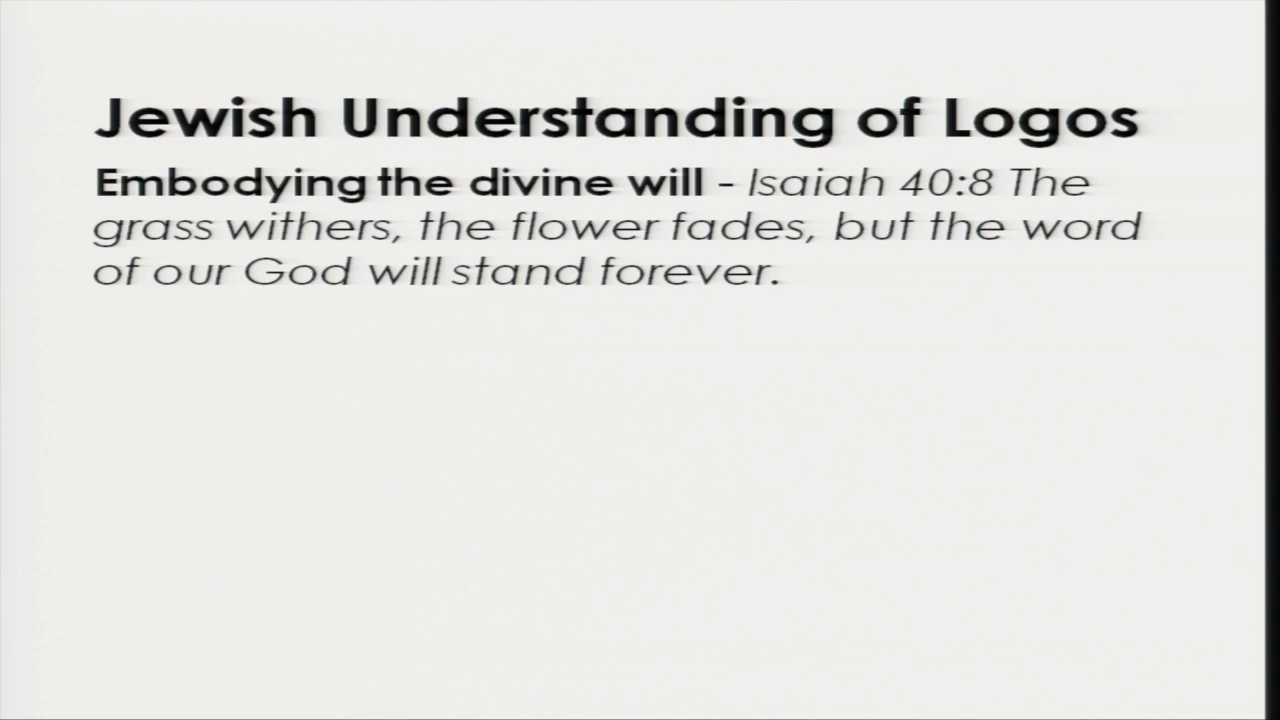 Jewish Understanding of Logos
Embodying the divine will - Isaiah 40:8 The
grass withers, the flower fades, but the word
of our God will stand forever.